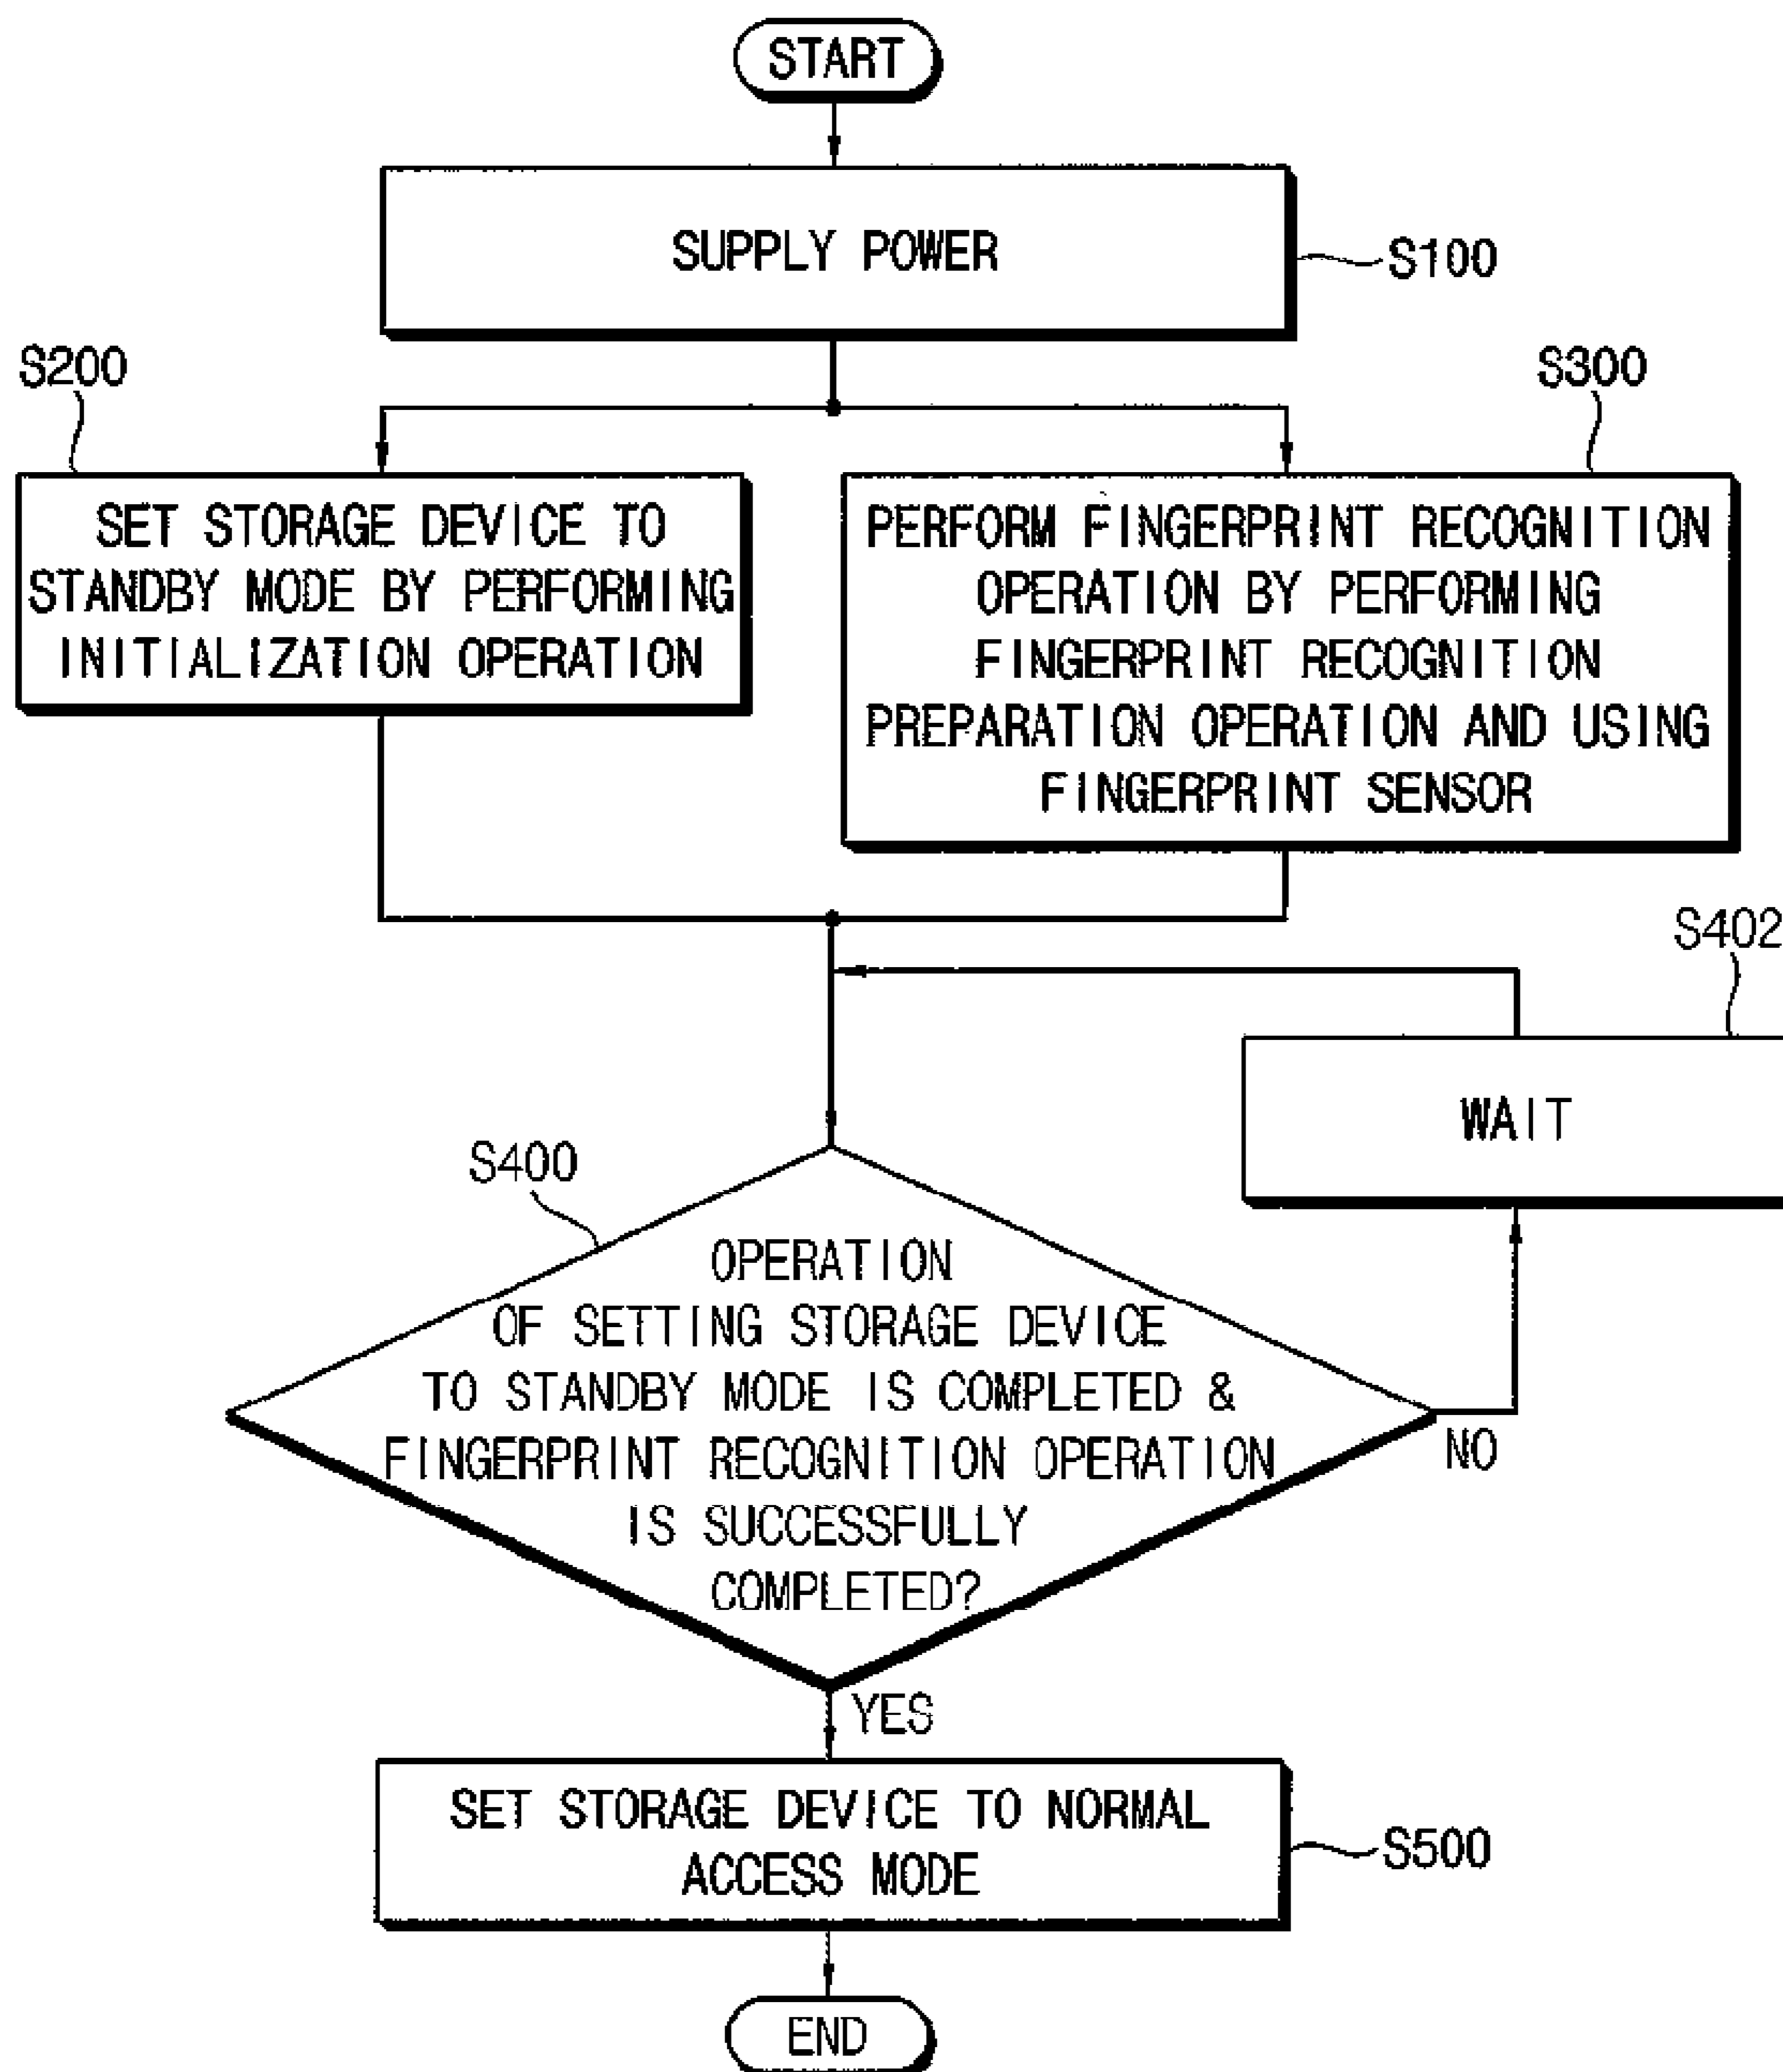 START
SUPPLY POWER
S100
S200
S300
SET STORAGE DEVICE TO
STANDBY MODE BY PERFORMING
INITIALIZATION OPERATION
PERFORM FINGERPRINT RECOGNITION
OPERATION BY PERFORMING
FINGERPRINT RECOGNITION
PREPARATION OPERATION AND USING
FINGERPRINT SENSOR
S402
WAIT
S400
OPERATION
OF SETTING STORAGE DEVICE
TO STANDBY MODE IS COMPLETED &
FINGERPRINT RECOGNITION OPERATION
IS SUCCESSFULLY
COMPLETED?
NO
YES
SET STORAGE DEVICE TO NORMAL
ACCESS MODE
S500
END